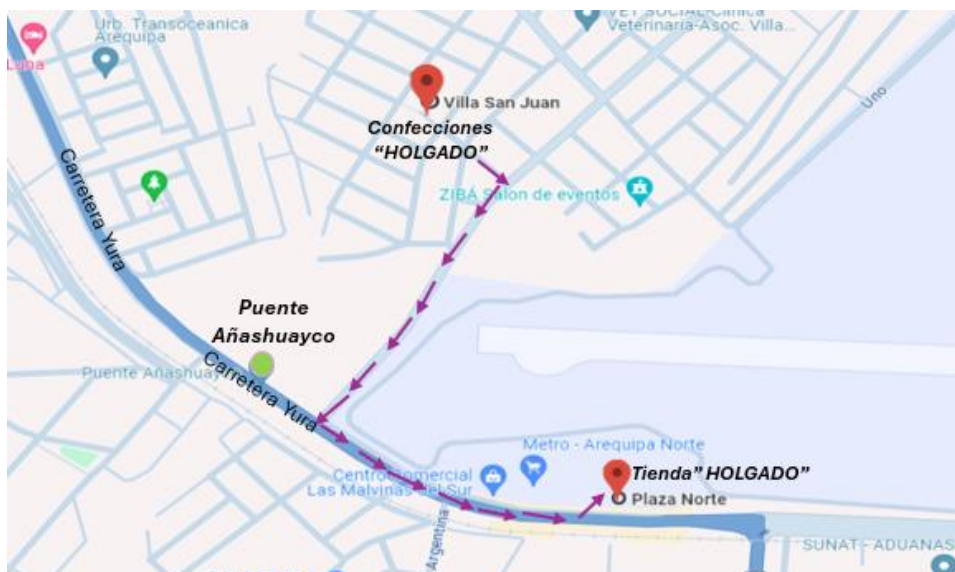 Urb. Transoceanica
Arequipa
VET SOCIAL-Clínica
Veterinaria-Asoc. Villa...
Villa San Juan
Confecciones
“HOLGADO”
Uno
ZIBÁ Salon de eventos
Carretera Yura
Puente
Añashuayco
Puente Añashuay
Carretera Yura
Metro - Arequipa Norte
Centro Comercial
Las Malvinas del Sur
Tienda” HOLGADO”
Plaza Norte
Argentina
SUNAT - ADUANAS